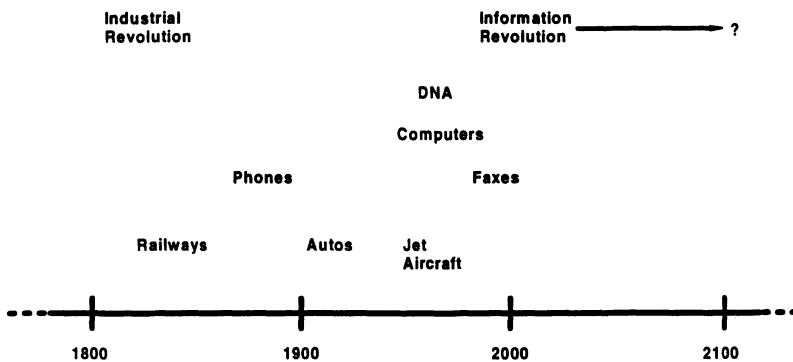 Industrial
Revolution
Information
Revolution
?
DNA
Computers
Phones
Faxes
Railways
Autos
Jet
Aircraft
1800
1900
2000
2100